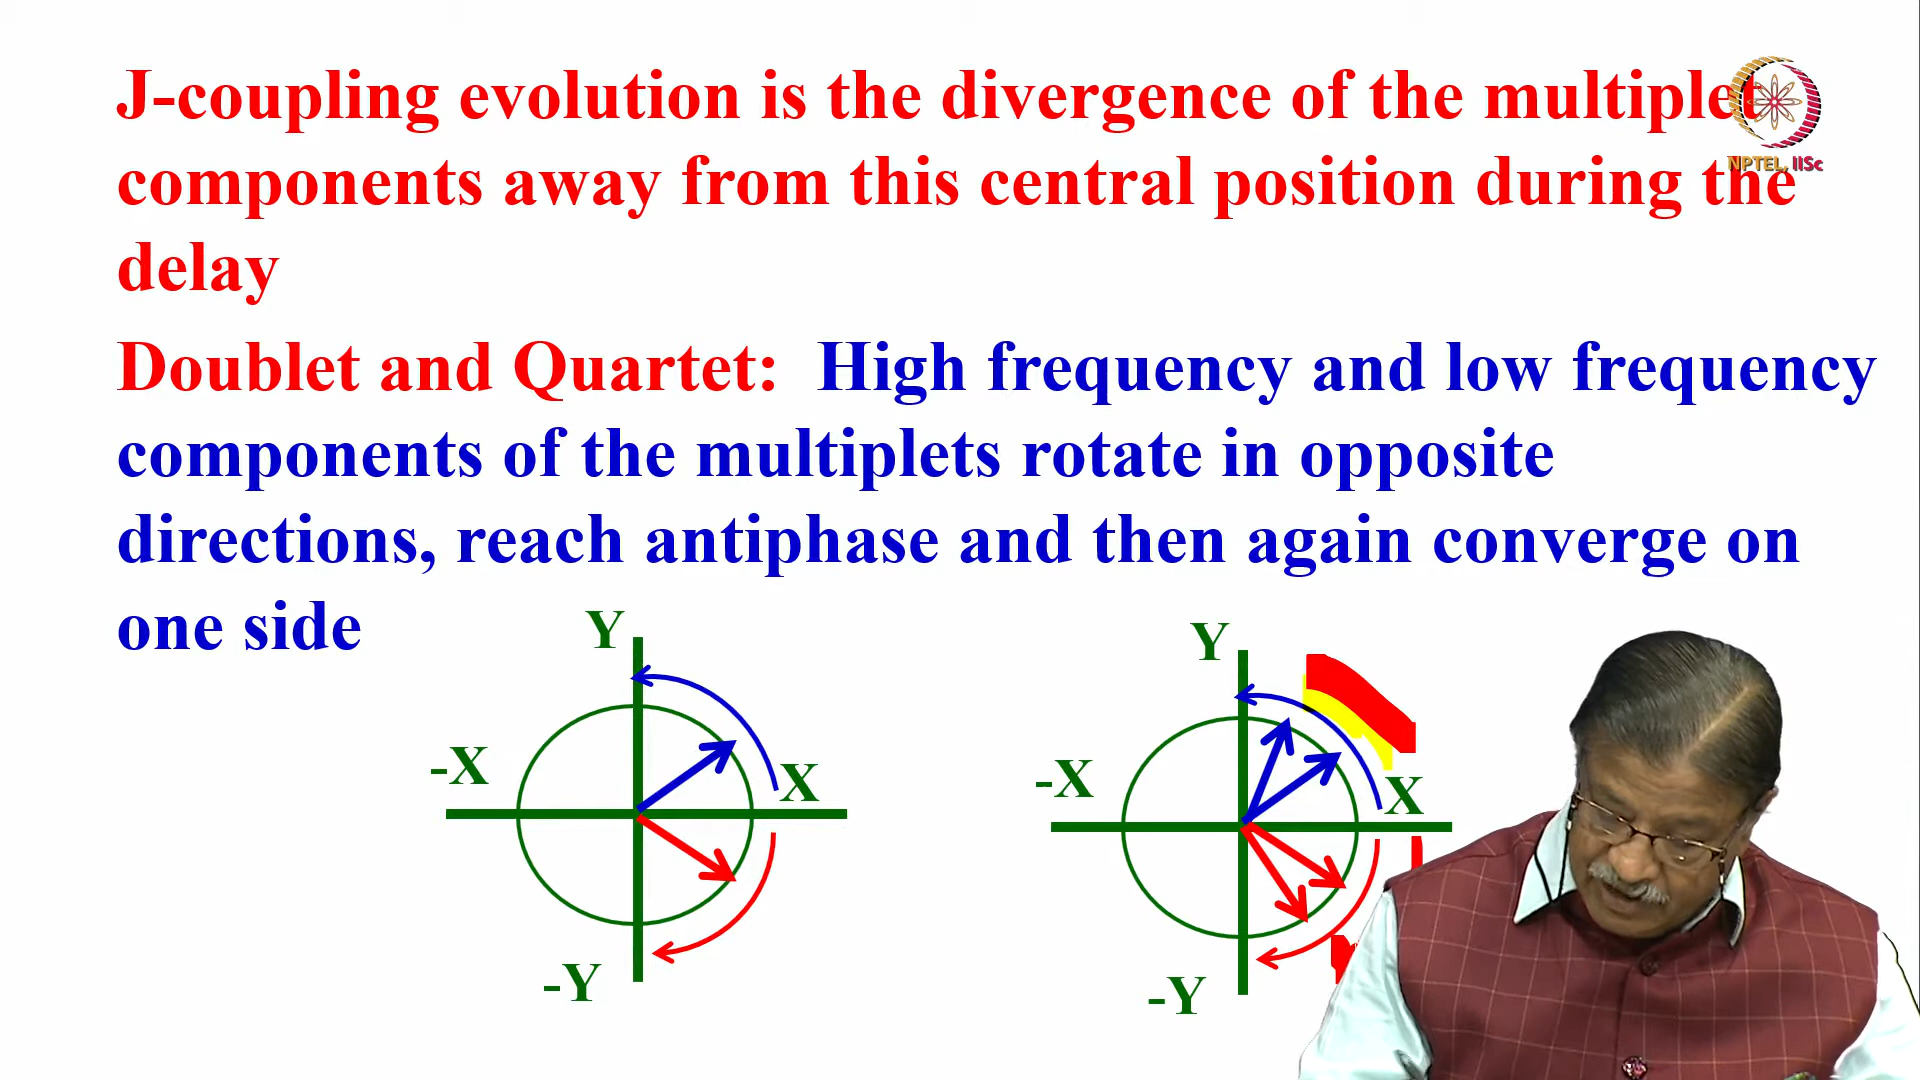 J-coupling evolution is the divergence of the multiplet
components away from this central position during the
delay
NPTEL, IISc
Doublet and Quartet: High frequency and low frequency
components of the multiplets rotate in opposite
directions, reach antiphase and then again converge on
one side
Y
-X
X
-Y
Y
-X
X
-Y